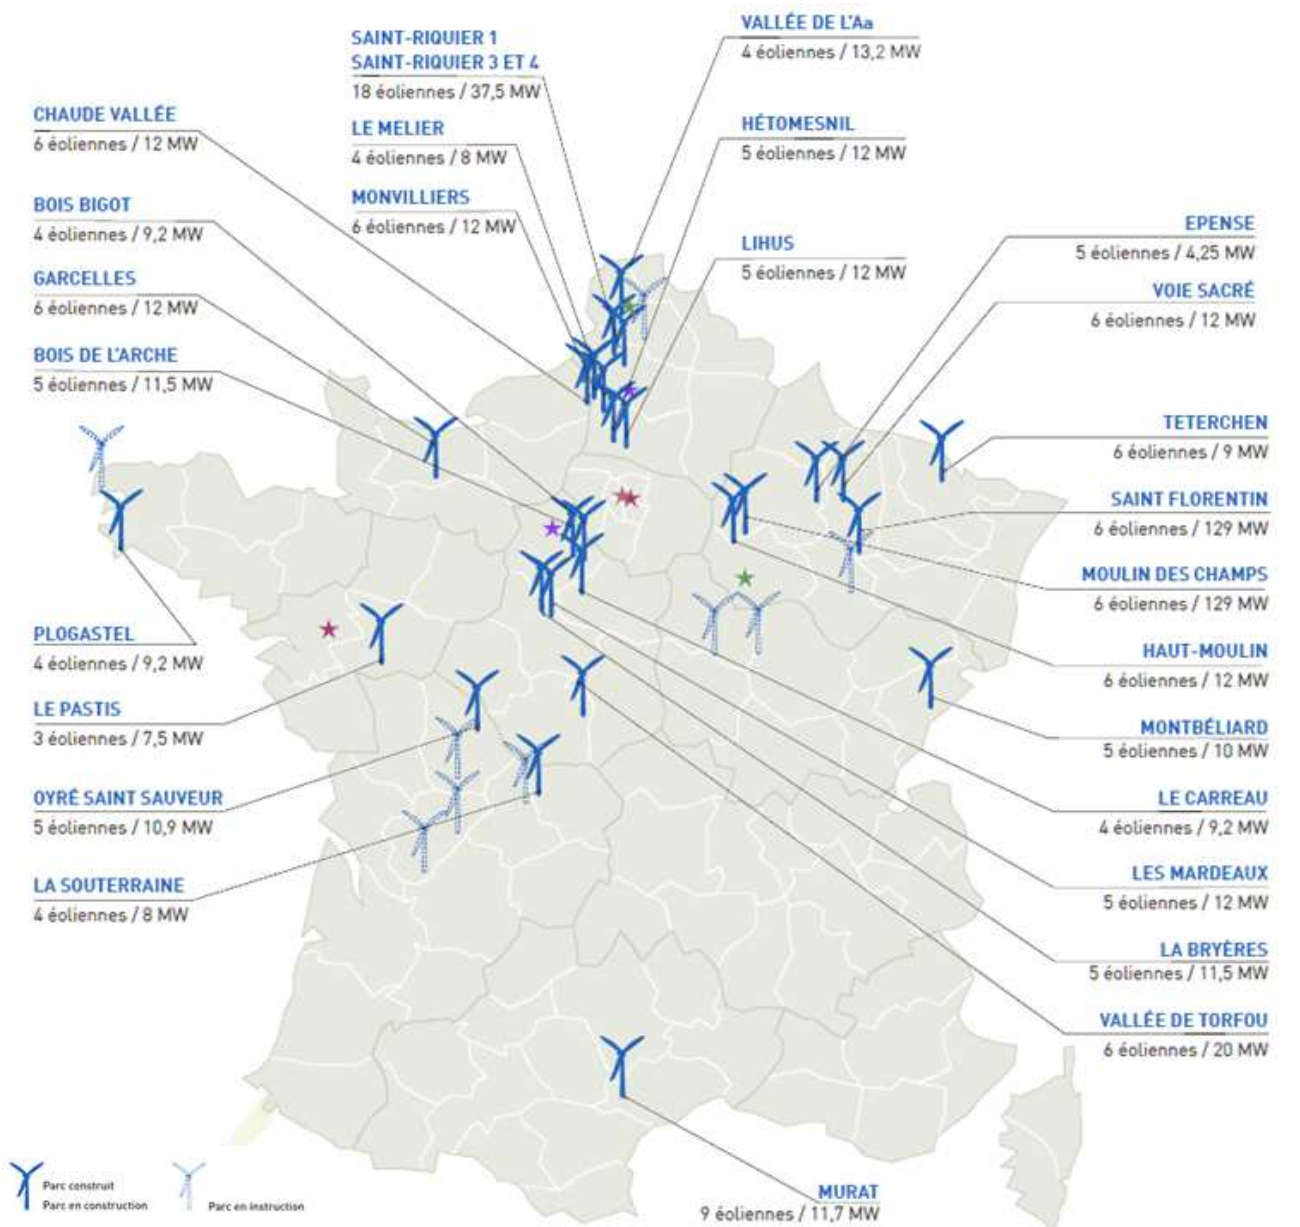 SAINT-RIQUIER 1
SAINT-RIQUIER 3 ET 4
18 éoliennes / 37,5 MW
VALLÉE DE L'Aa
4 éoliennes / 13,2 MW
CHAUDE VALLÉE
6 éoliennes / 12 MW
LE MELIER
4 éoliennes / 8 MW
HÉTOMESNIL
5 éoliennes / 12 MW
BOIS BIGOT
4 éoliennes / 9,2 MW
MONVILLIERS
6 éoliennes / 12 MW
LIHUS
5 éoliennes / 12 MW
EPENSE
5 éoliennes / 4,25 MW
GARCELLES
6 éoliennes / 12 MW
VOIE SACRÉ
6 éoliennes / 12 MW
BOIS DE L'ARCHE
5 éoliennes / 11,5 MW
TETERCHEN
6 éoliennes / 9 MW
SAINT FLORENTIN
6 éoliennes / 129 MW
MOULIN DES CHAMPS
6 éoliennes / 129 MW
PLOGASTEL
4 éoliennes / 9,2 MW
HAUT-MOULIN
6 éoliennes / 12 MW
LE PASTIS
3 éoliennes / 7,5 MW
MONTBÉLIARD
5 éoliennes / 10 MW
OYRÉ SAINT SAUVEUR
5 éoliennes / 10,9 MW
LE CARREAU
4 éoliennes / 9,2 MW
LA SOUTERRAINE
4 éoliennes / 8 MW
LES MARDEAUX
5 éoliennes / 12 MW
LA BRYÈRES
5 éoliennes / 11,5 MW
VALLÉE DE TORFOU
6 éoliennes / 20 MW
MURAT
9 éoliennes / 11,7 MW
Parc construit
Parc en construction
Parc en instruction